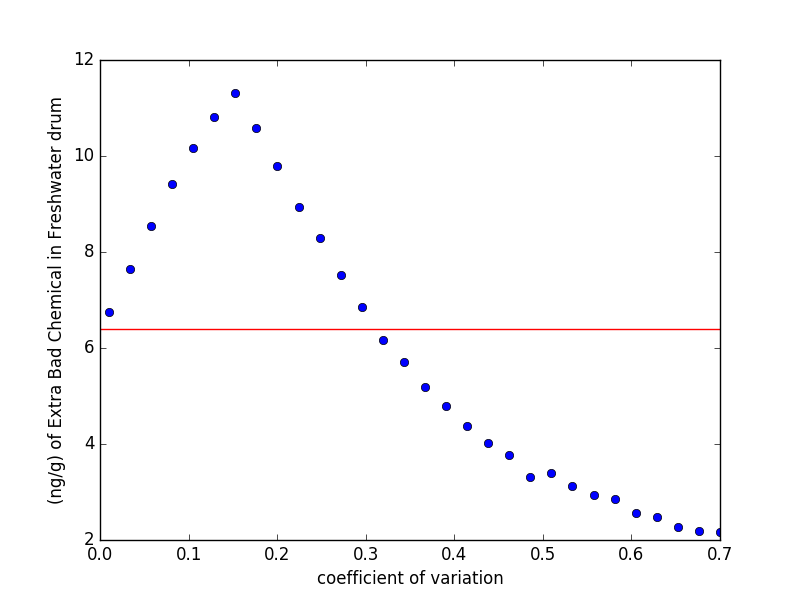 12
10
8
6
4
2
0.0 0.1 0.2 0.3 0.4 0.5 0.6 0.7
coefficient of variation
(ng/g) of Extra Bad Chemical in Freshwater drum